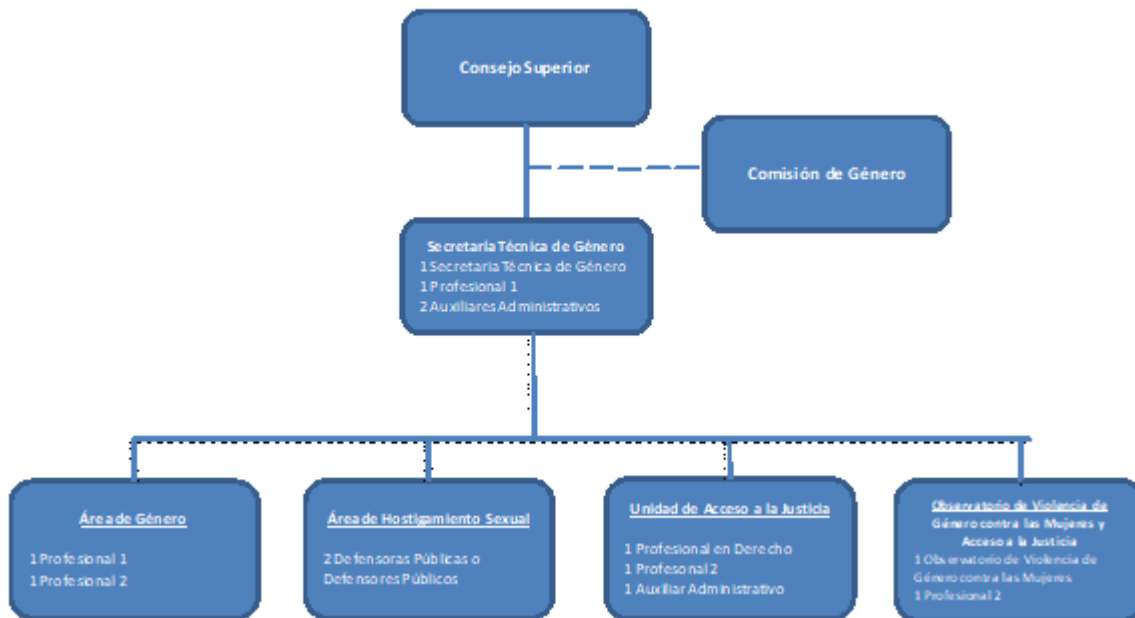 Consejo Superior
Comisión de Género
Secretaría Técnica de Género
1 Secretaria Técnica de Género
1 Profesional 1
2 Auxiliares Administrativos
Área de Género
1 Profesional 1
1 Profesional 2
Área de Hostigamiento Sexual
2 Defensoras Públicas o
Defensores Públicos
Unidad de Acceso a la Justicia
1 Profesional en Derecho
1 Profesonal 2
1 Auxiliar Administrativo
Observatorio de Violencia de
Género contra las Mujeres y
Acceso a la Justicia
1 Observatorio de Violencia de
Género contra las Mujeres
1 Profesional 2